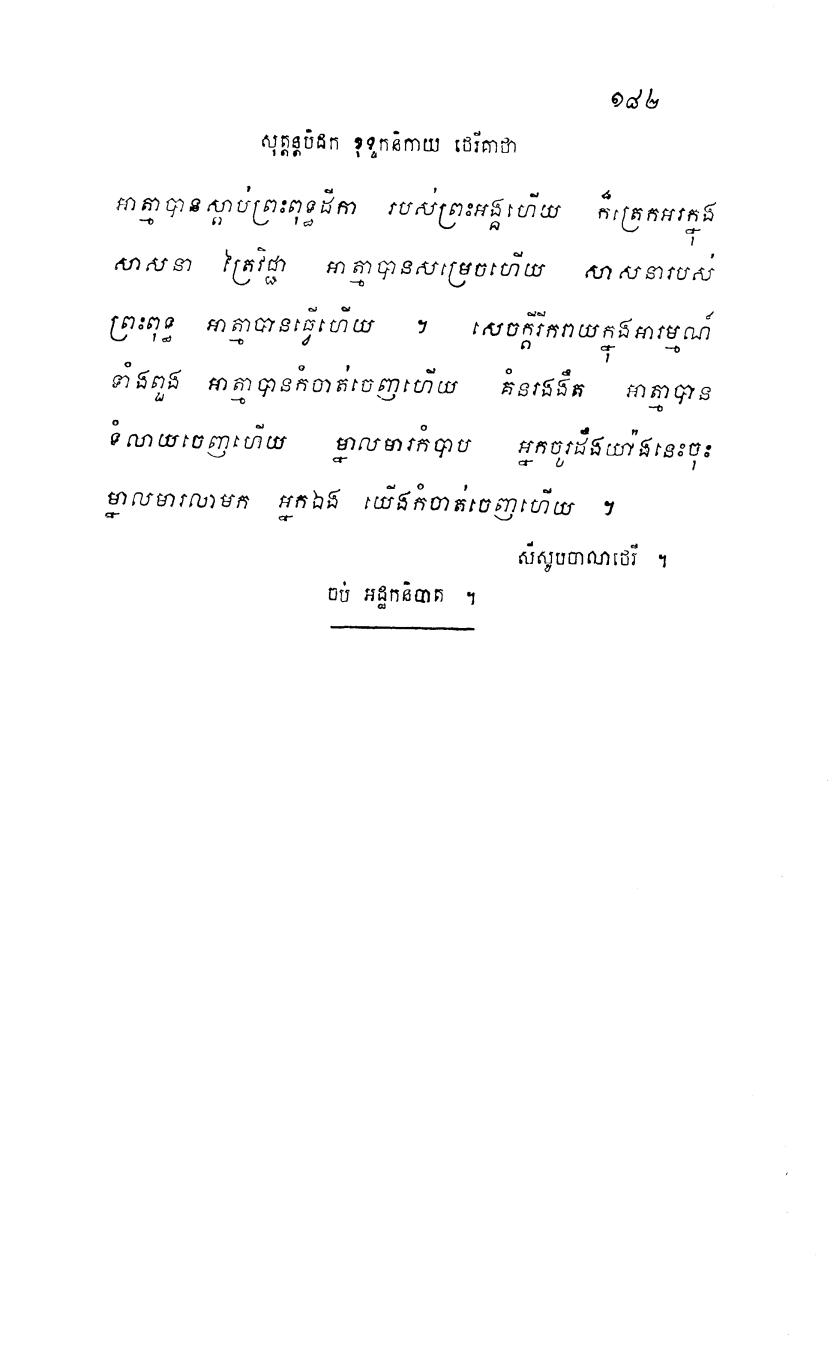 ១៨២
សុត្តន្តបិដក ខុទ្ទកនិកាយ ថេរីគាថា
អាត្មាបានស្តាប់ព្រះពុទ្ធដីកា របស់ព្រះអង្គហើយ ក៏ត្រេកអរក្នុង
សាសនា ត្រៃវិជ្ជា អាត្មាបានសម្រេចហើយ សាសនារបស់
ព្រះពុទ្ធ អាត្មាបានធ្វើហើយ ។ សេចក្តីរីករាយក្នុងអារម្មណ៍
ទាំងពួង អាត្មាបានកំចាត់ចេញហើយ គំនរងងឹត អាត្មាបាន
ទំលាយចេញហើយ ម្នាលមារកំបាប អ្នកចូរដឹងយ៉ាងនេះចុះ
ម្នាលមារលាមក អ្នកឯង យើងកំចាត់ចេញហើយ ។
សីសូបចាលាថេរី ។
ចប់ អដ្ឋកនិបាត ។